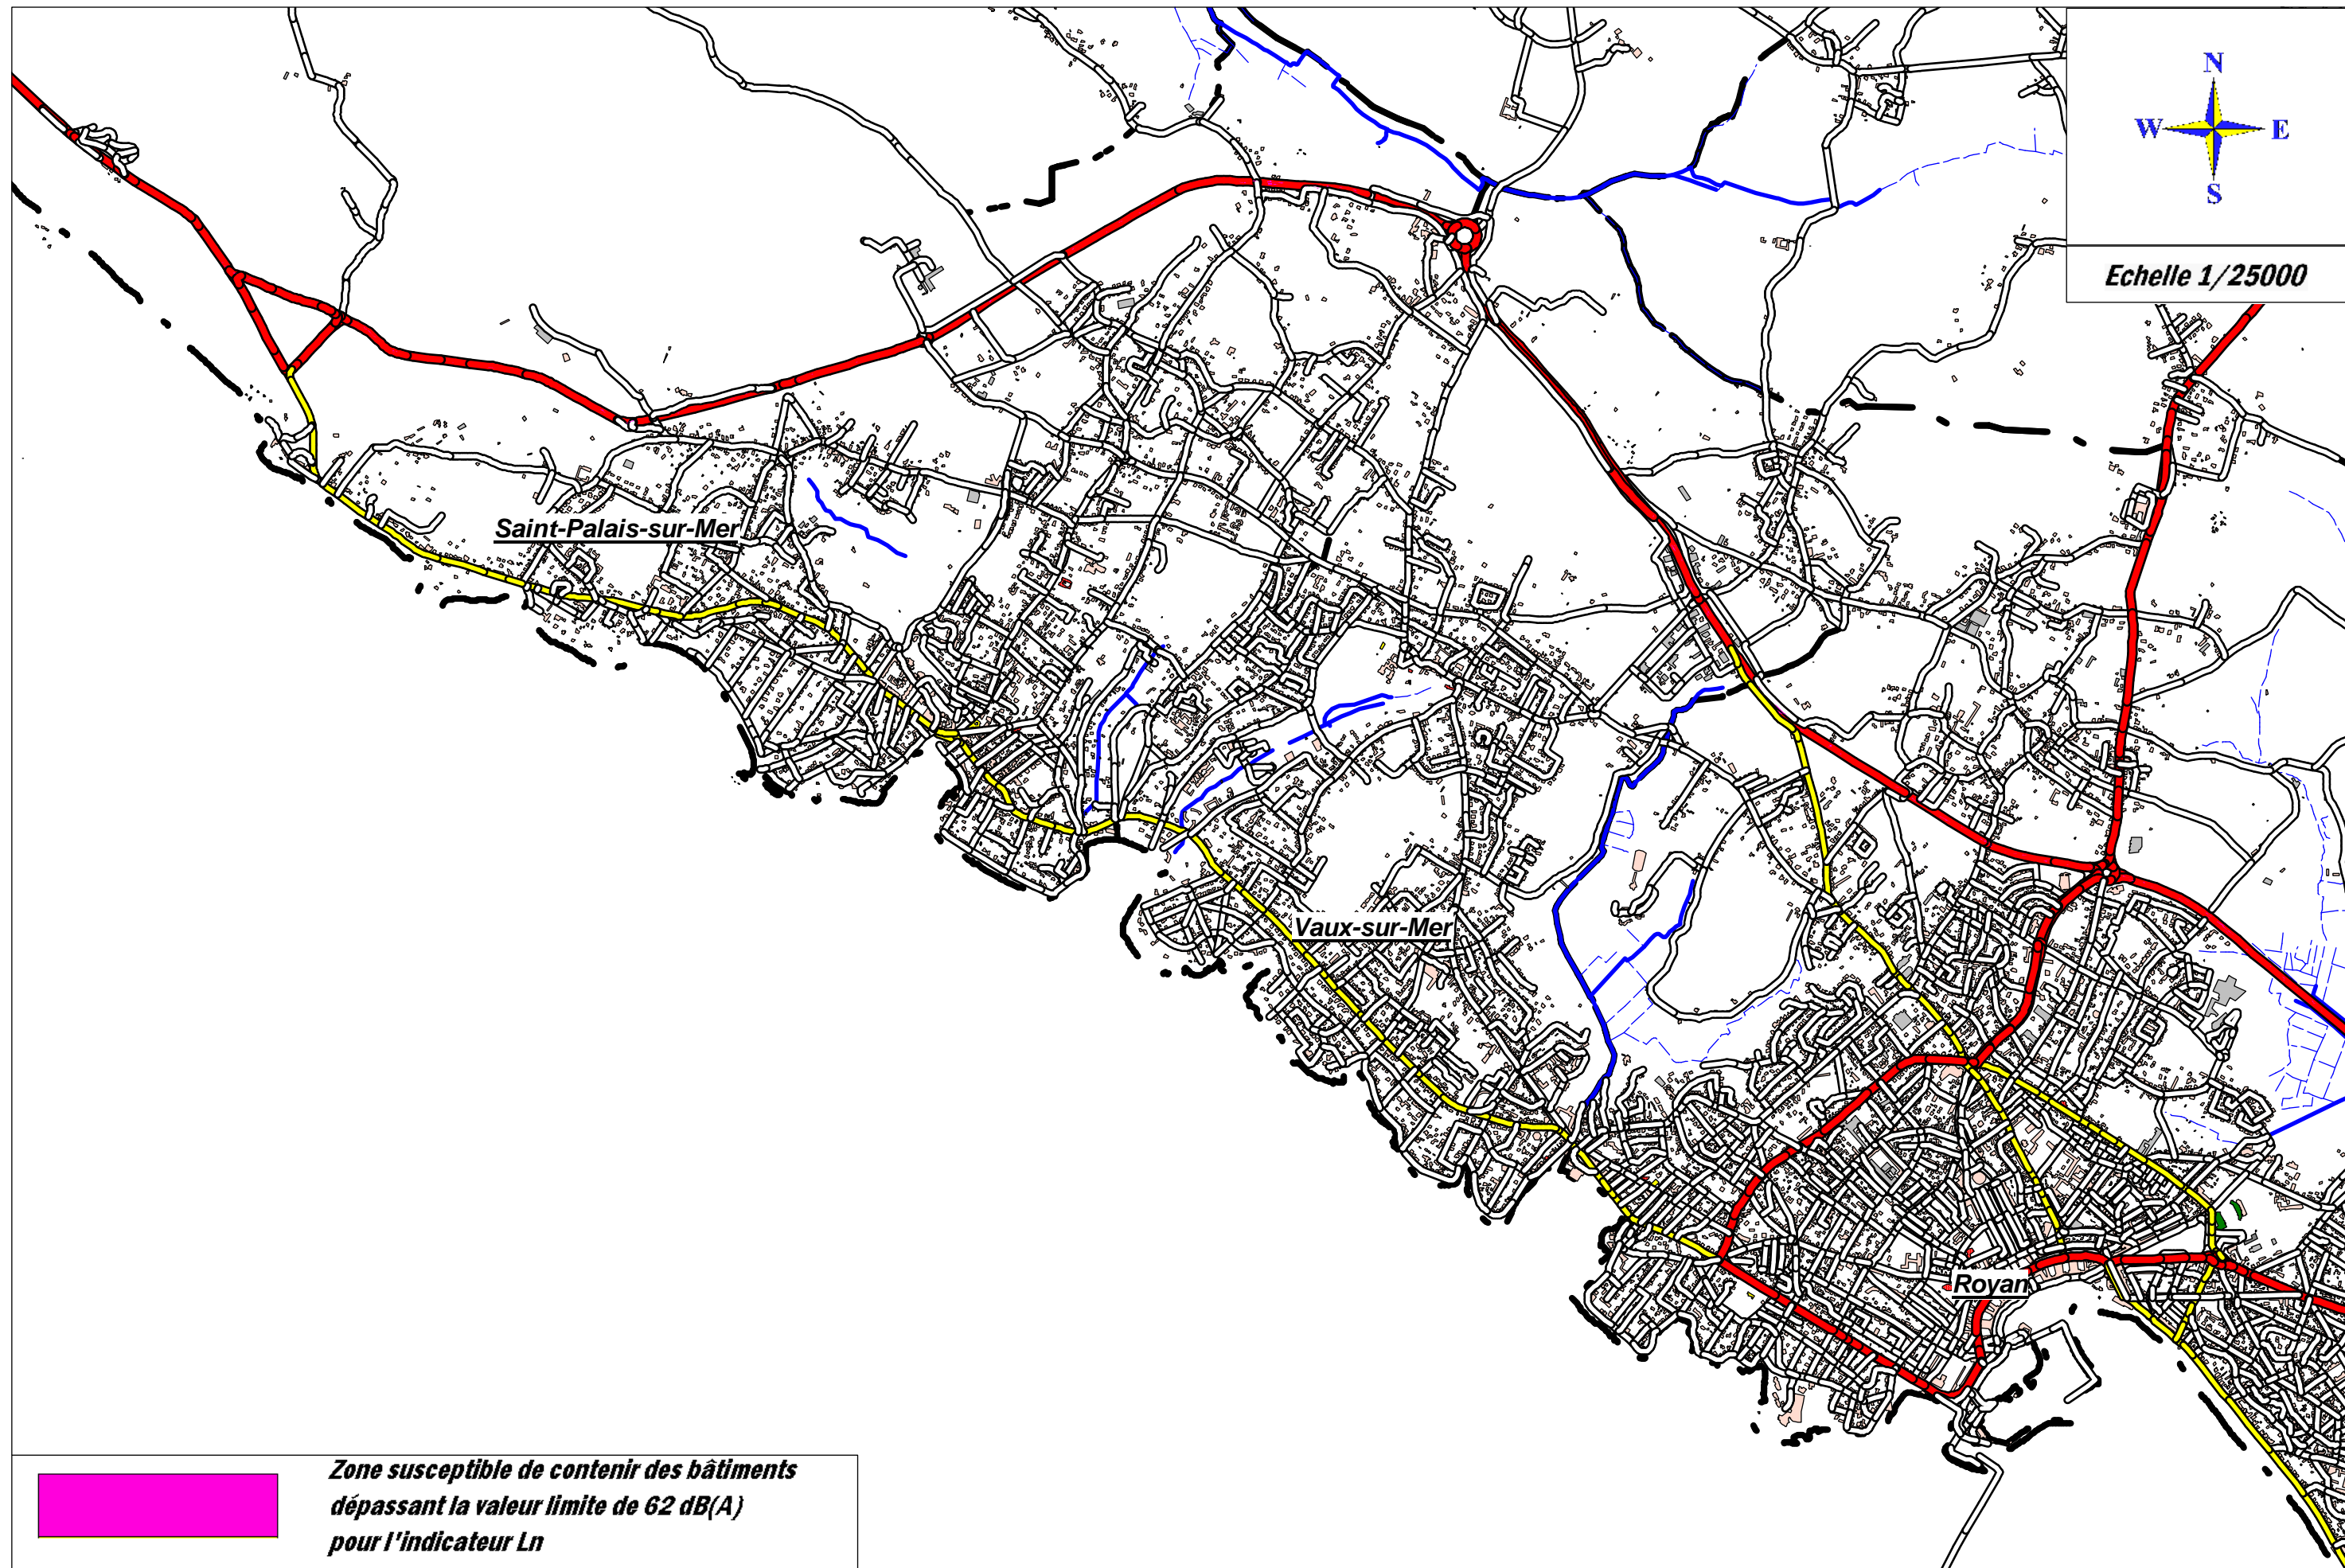 N
W E
S
Echelle 1/25000
Saint-Palais-sur-Mer
Vaux-sur-Mer
Royan
Zone susceptible de contenir des bâtiments
dépassant la valeur limite de 62 dB(A)
pour l'indicateur Ln